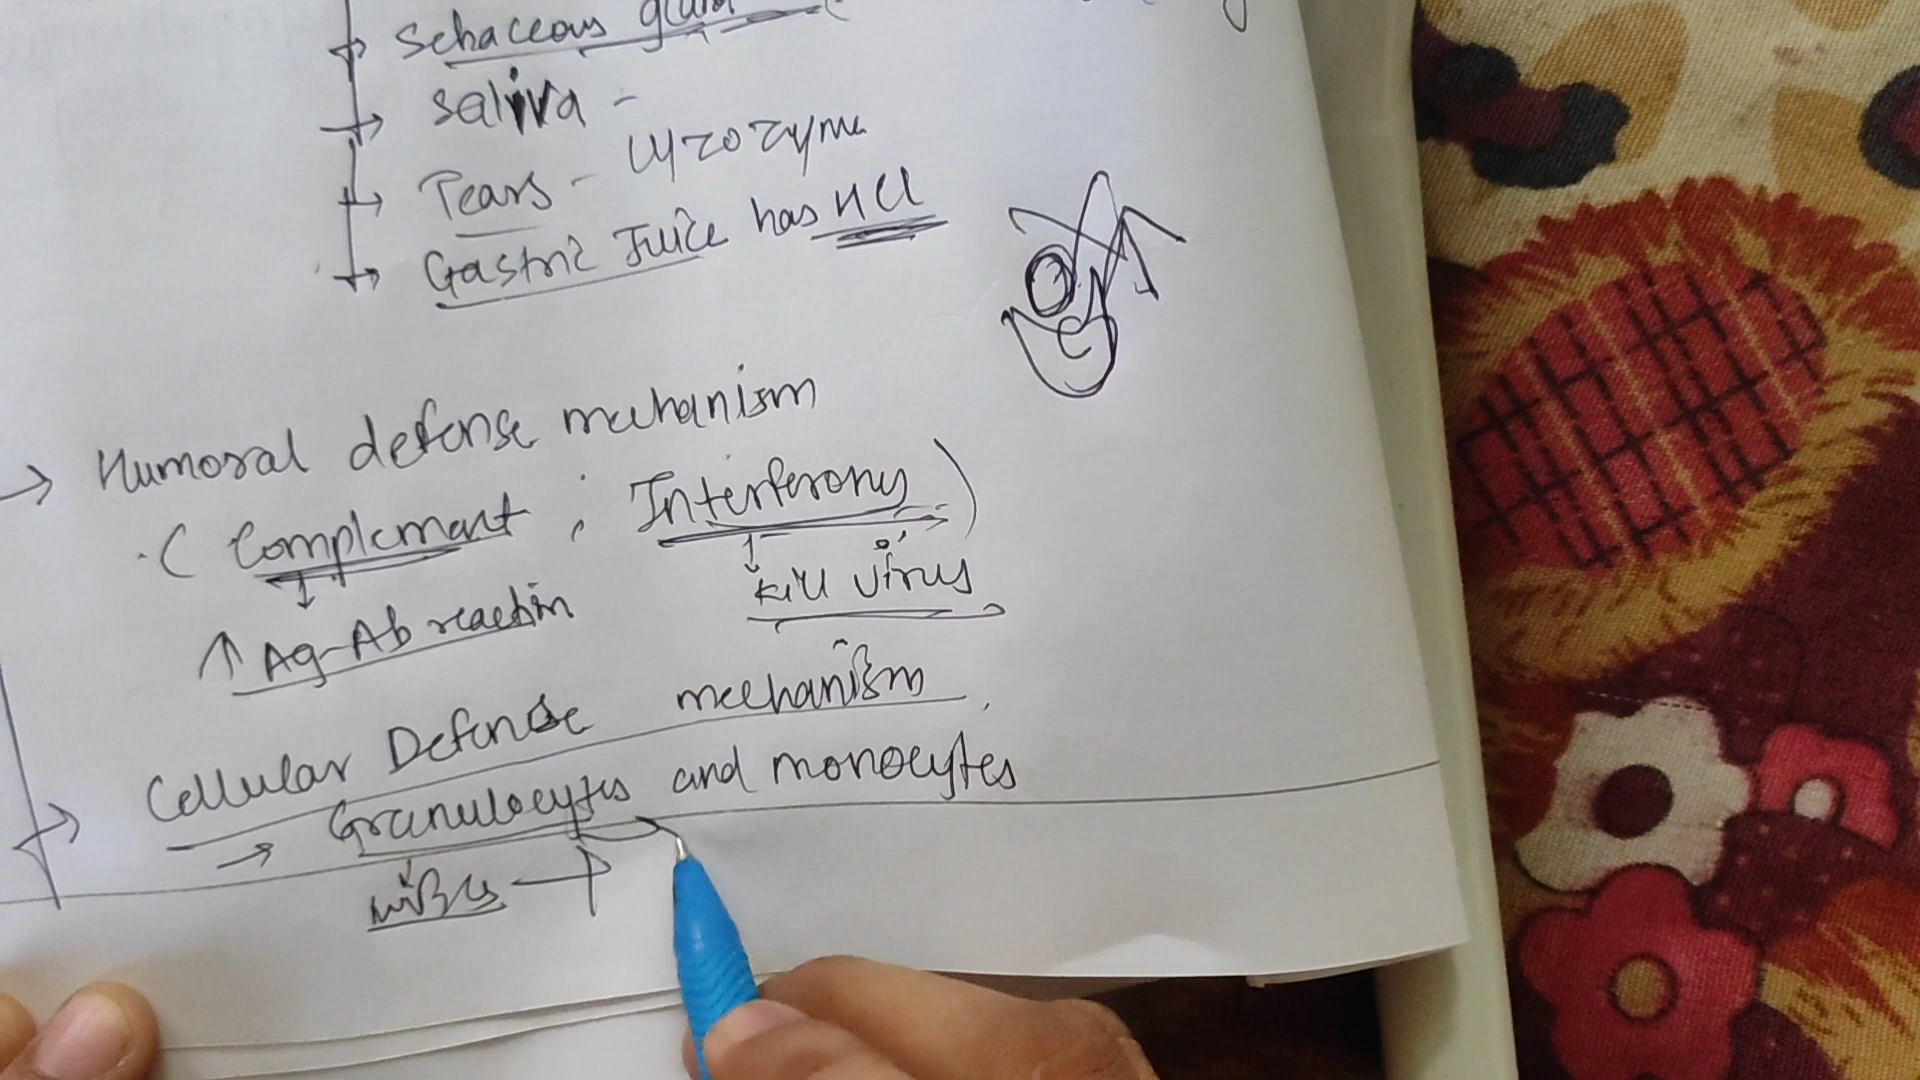 → Sebaceous gland
→ Saliva -
→ Tears - Lyzozyme
→ Gastric Juice has HCl
→ Humoral defense mechanism
( Complement , Interferons )
↑ Ag-Ab reaction
kill virus
→ Cellular Defense mechanism
→ Granulocytes and monocytes